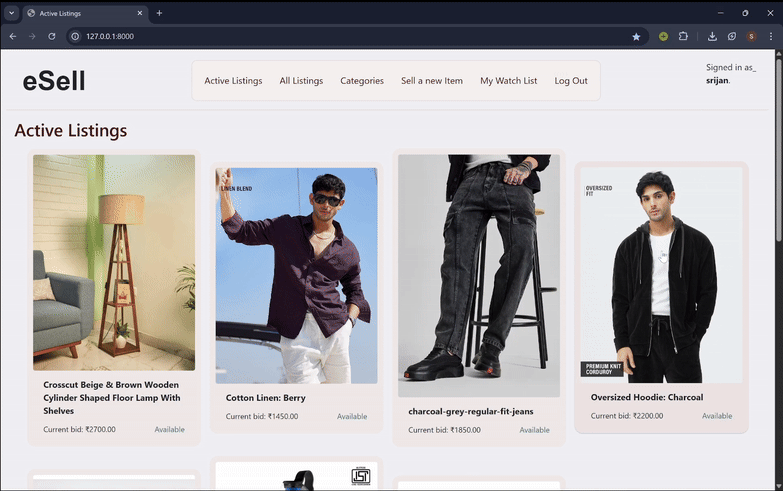 Active Listings
127.0.0.1:8000
S
eSell
Active Listings
All Listings
Categories
Sell a new Item
My Watch List
Log Out
Signed in as_
srijan.
Active Listings
LINEN BLEND
OVERSIZED
FIT
PREMIUM KNIT
CORDUROY
Crosscut Beige & Brown Wooden
Cylinder Shaped Floor Lamp With
Shelves
Current bid: ₹2700.00
Available
Cotton Linen: Berry
Current bid: ₹1450.00
Available
charcoal-grey-regular-fit-jeans
Current bid: ₹1850.00
Available
Oversized Hoodie: Charcoal
Current bid: ₹2200.00
Available